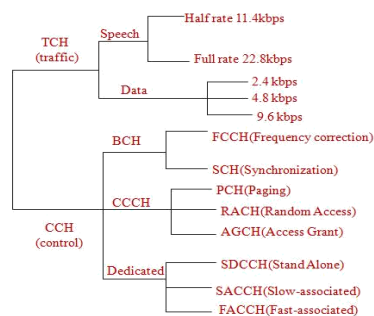 Half rate 11.4kbps
Speech
TCH
(traffic)
Full rate 22.8kbps
2.4 kbps
Data
4.8 kbps
9.6 kbps
BCH
FCCH(Frequency correction)
SCH(Synchronization)
PCH(Paging)
CCCH
RACH(Random Access)
CCH
(control)
AGCH(Access Grant)
SDCCH(Stand Alone)
Dedicated
SACCH(Slow-associated)
FACCH(Fast-associated)